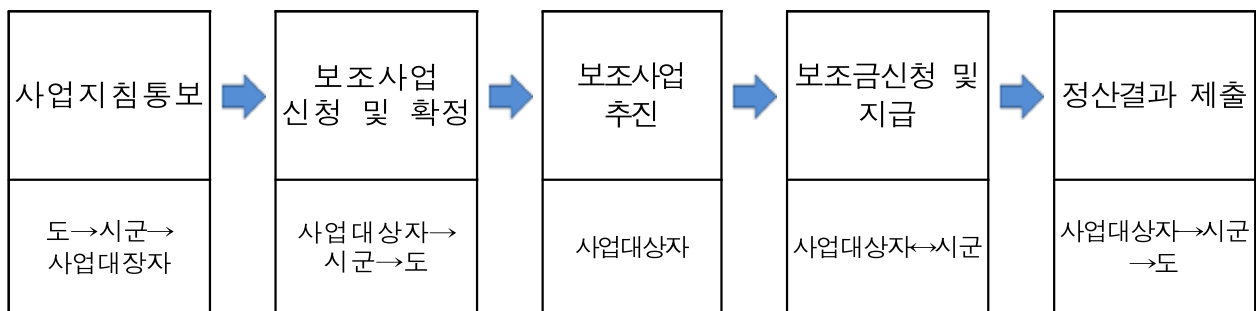 사업지침통보
보조사업
신청 및 확정
보조사업
추진
보조금신청 및
지급
정산결과 제출
도→시군→
사업대장자
사업대상자→
시군→도
사업대상자
사업대상자↔시군
사업대상자→시군
→도